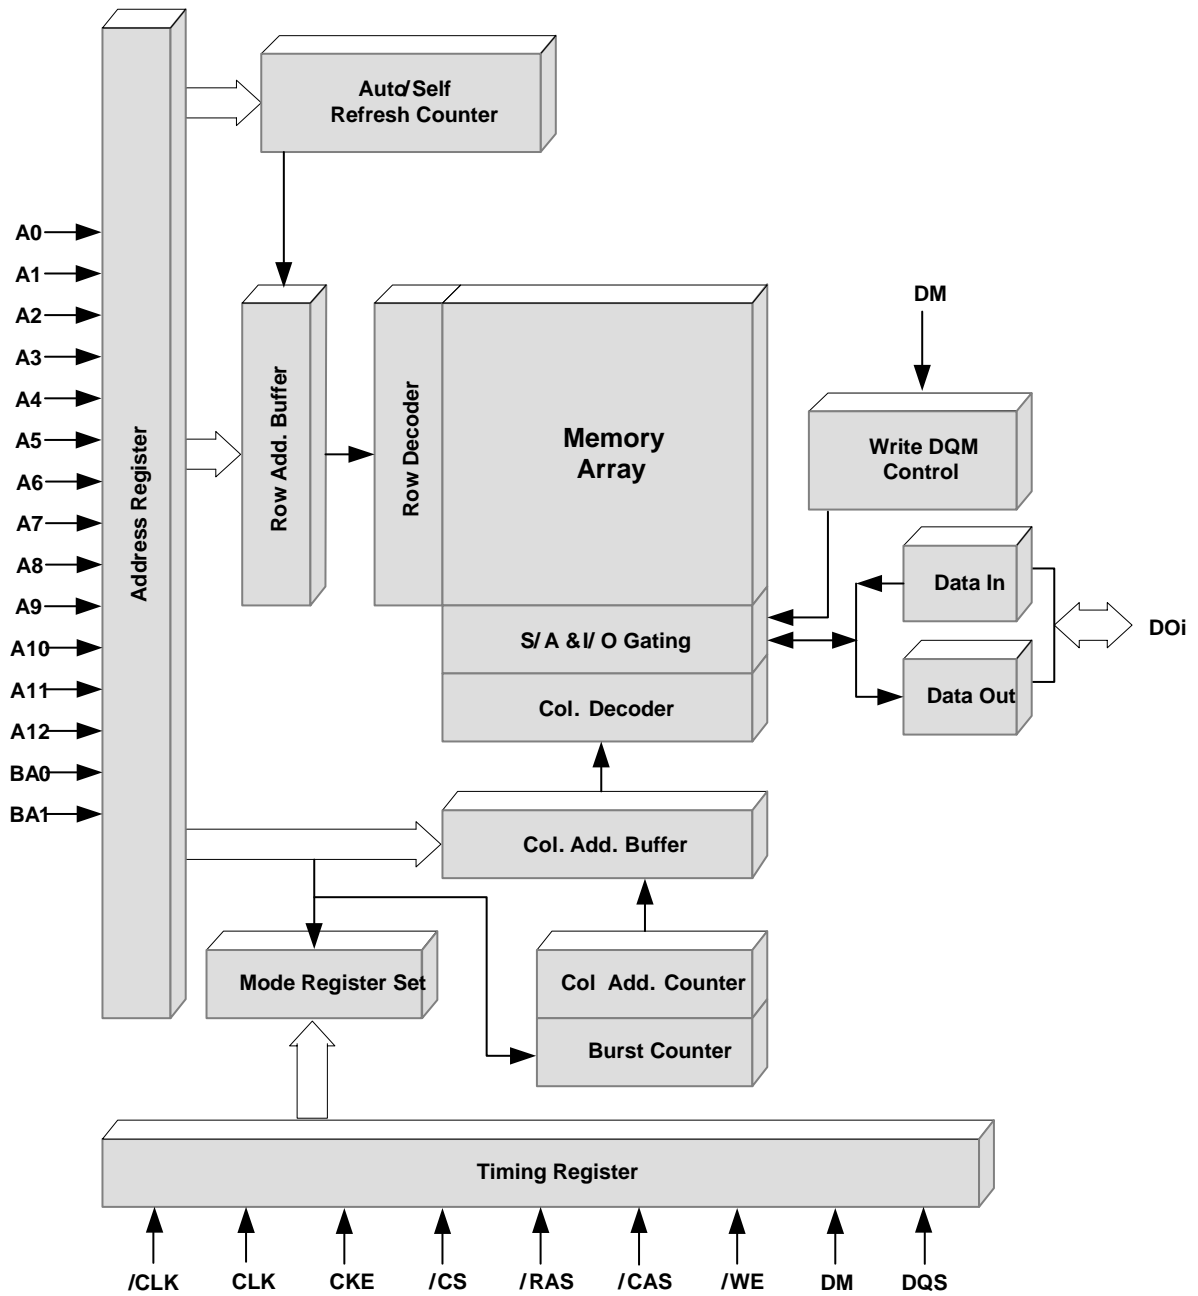 Auto/Self
Refresh Counter
A0
A1
A2
A3
A4
A5
A6
A7
A8
A9
A10
A11
A12
BA0
BA1
Address Register
Row Add. Buffer
Row Decoder
Memory
Array
DM
Write DQM
Control
Data In
Data Out
DOi
S/ A &I/ O Gating
Col. Decoder
Col. Add. Buffer
Mode Register Set
Col Add. Counter
Burst Counter
Timing Register
/CLK
CLK
CKE
/CS
/RAS
/CAS
/WE
DM
DQS